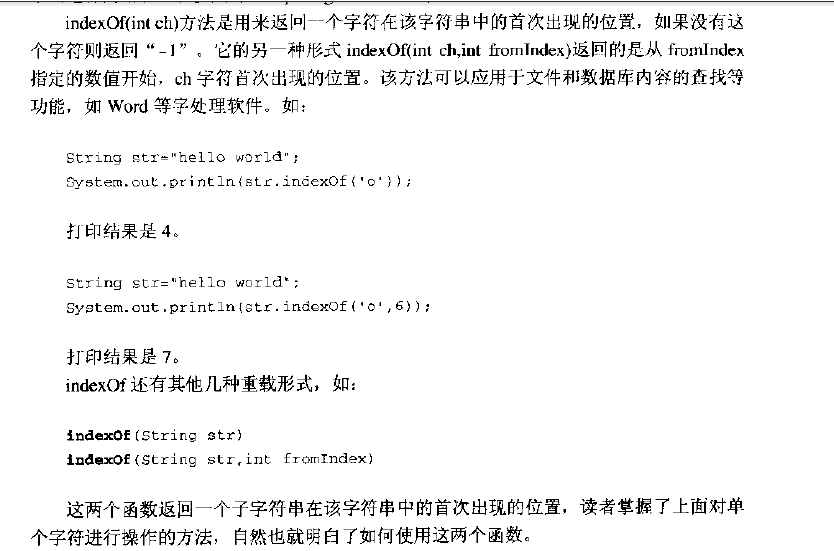 indexOf(int ch)方法是用来返回一个字符在该字符串中的首次出现的位置，如果没有这
个字符则返回“-1”。它的另一种形式 indexOf(int ch,int fromIndex)返回的是从 fromIndex
指定的数值开始，ch 字符首次出现的位置。该方法可以应用于文件和数据库内容的查找等
功能，如 Word 等字处理软件。如：
String str="hello world";
System.out.println(str.indexOf('o'));
打印结果是 4。
String str="hello world";
System.out.println(str.indexOf('o',6));
打印结果是 7。
indexOf 还有其他几种重载形式，如：
indexOf(String str)
indexOf(String str,int fromIndex)
这两个函数返回一个子字符串在该字符串中的首次出现的位置，读者掌握了上面对单
个字符进行操作的方法，自然也就明白了如何使用这两个函数。